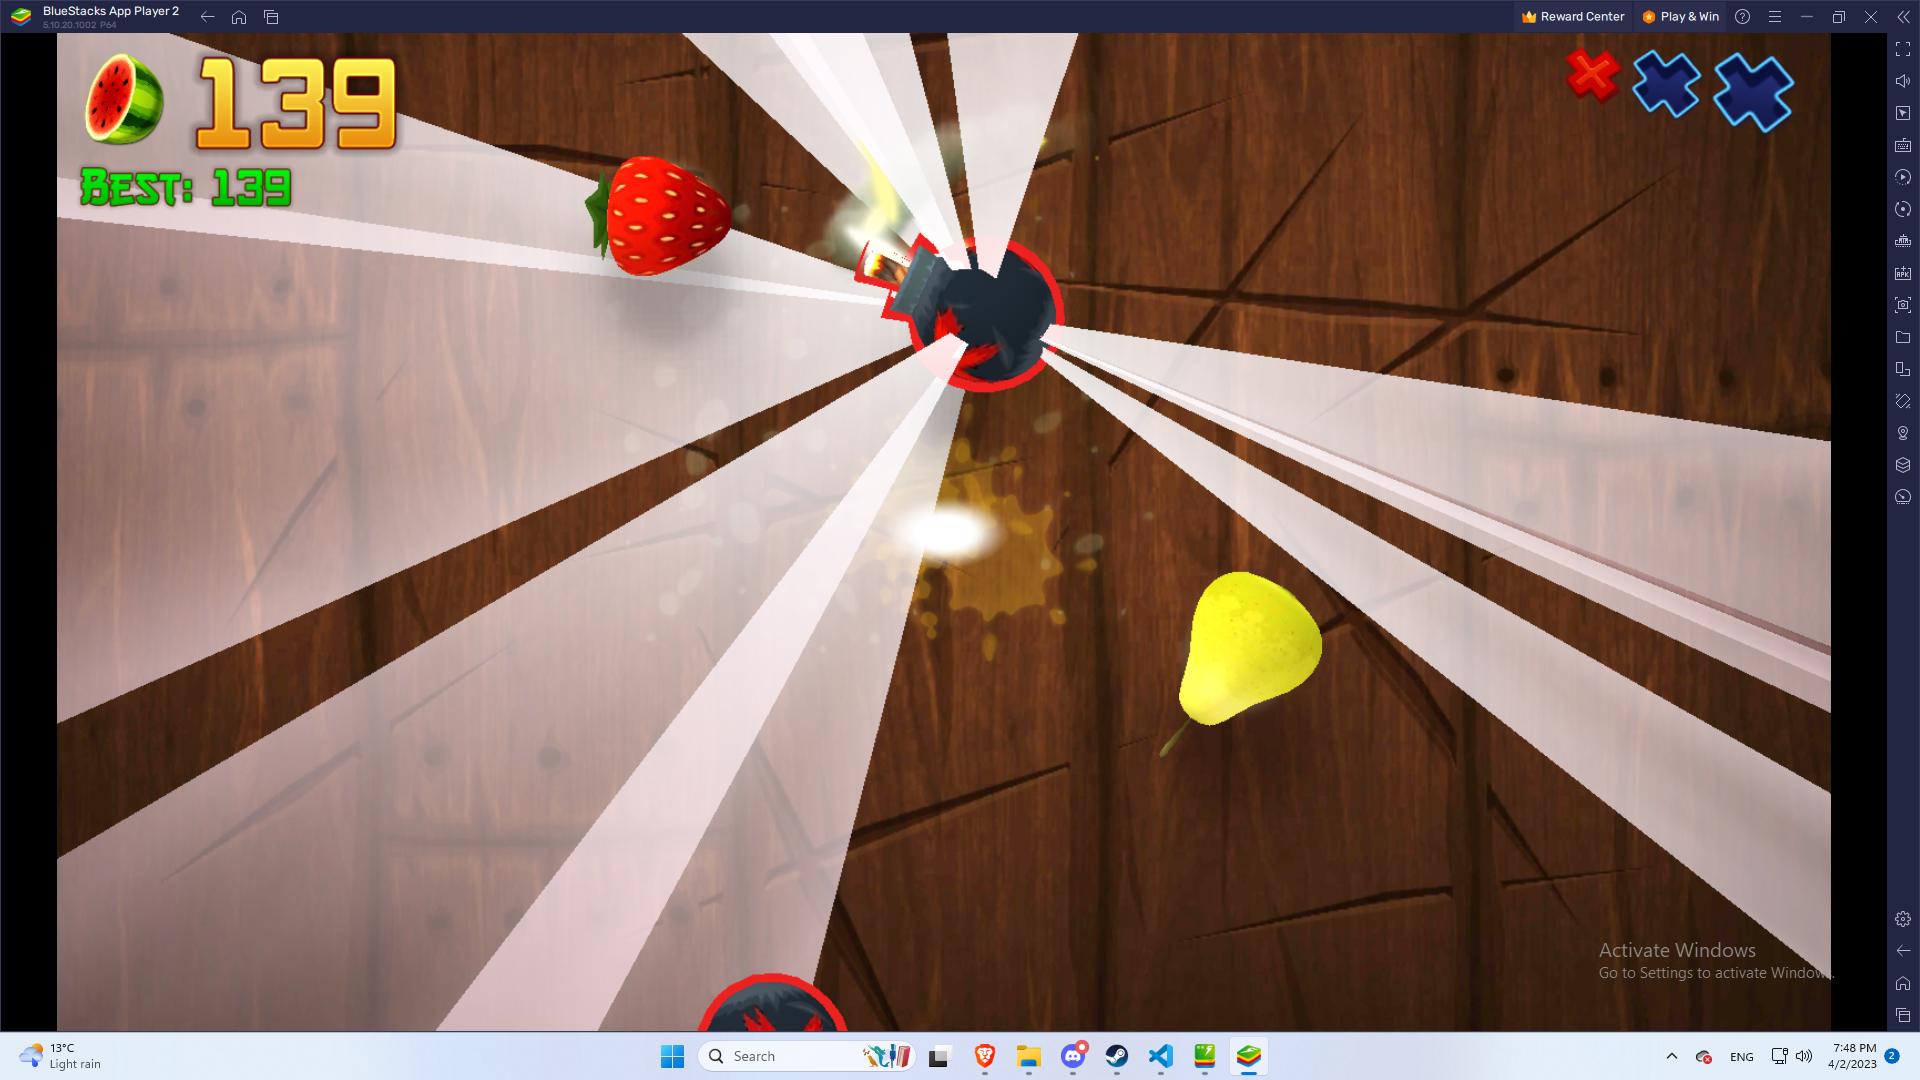 BlueStacks App Player 2
5.10.20.1002 P64
Reward Center
Play & Win
139
BEST: 139
Activate Windows
Go to Settings to activate Windows.
13°C
Light rain
Search
ENG
7:48 PM
4/2/2023
2